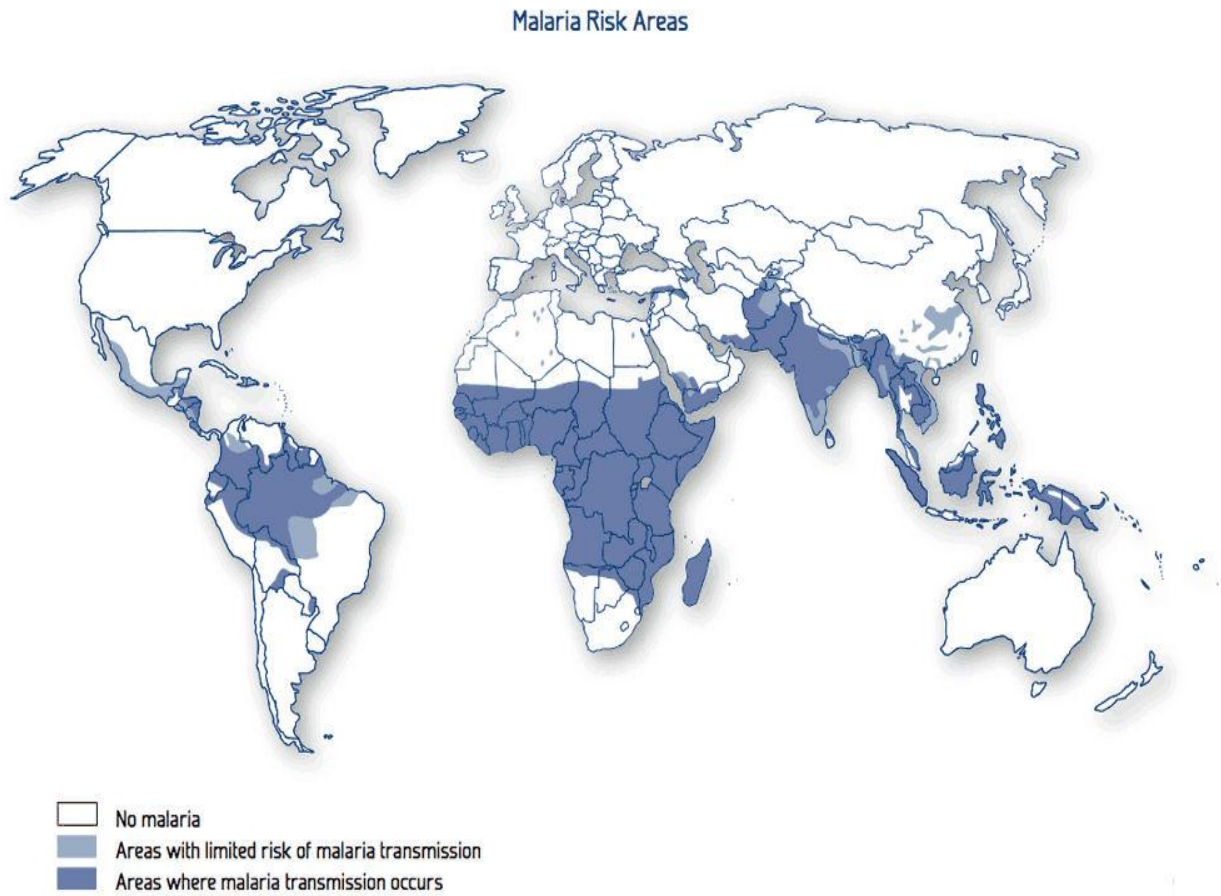 Malaria Risk Areas
No malaria
Areas with limited risk of malaria transmission
Areas where malaria transmission occurs